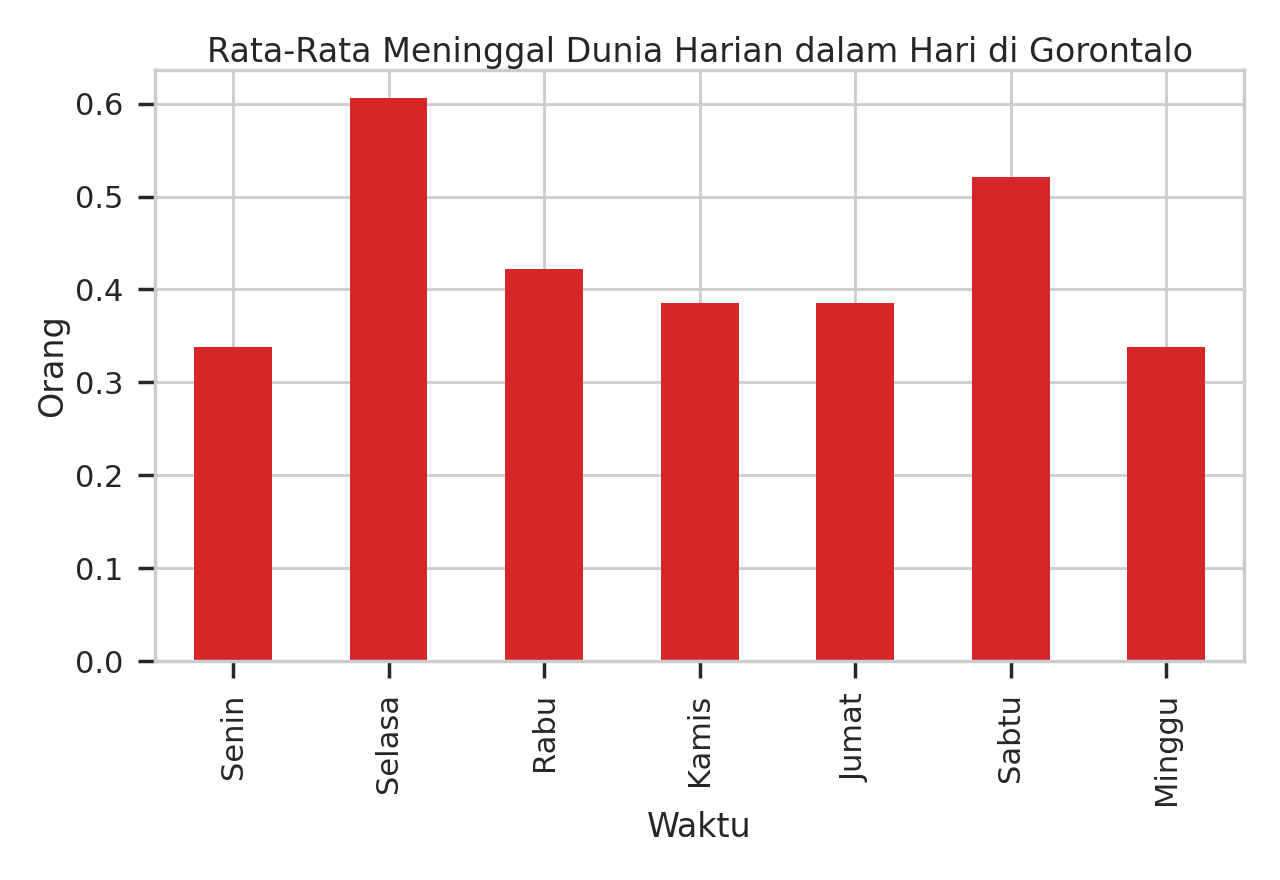 Rata-Rata Meninggal Dunia Harian dalam Hari di Gorontalo
0.6
0.5
0.4
0.3
0.2
0.1
0.0
Orang
Senin
Selasa
Rabu
Kamis
Jumat
Sabtu
Minggu
Waktu